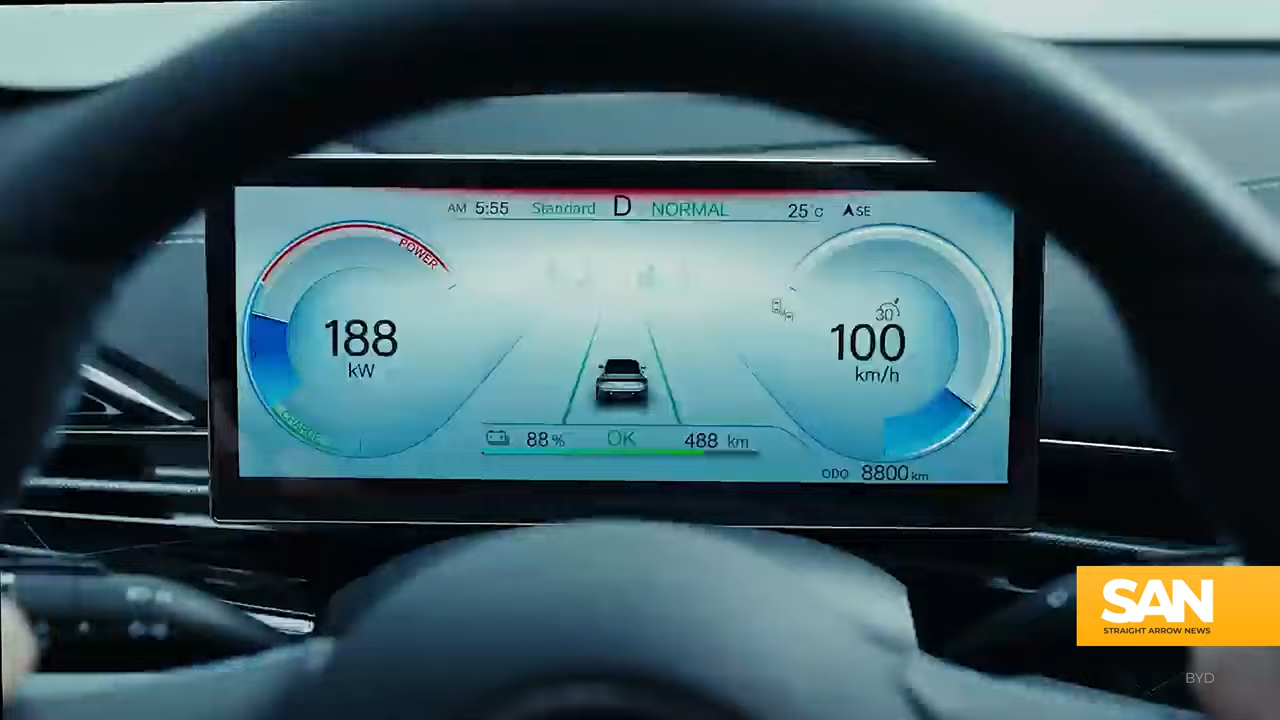 AM 5:55 Standard D NORMAL 25°C SE
POWER
188
kW
CHARGE
30
100
km/h
88% OK 488 km
ODO 8800 km
SAN
STRAIGHT ARROW NEWS
BYD